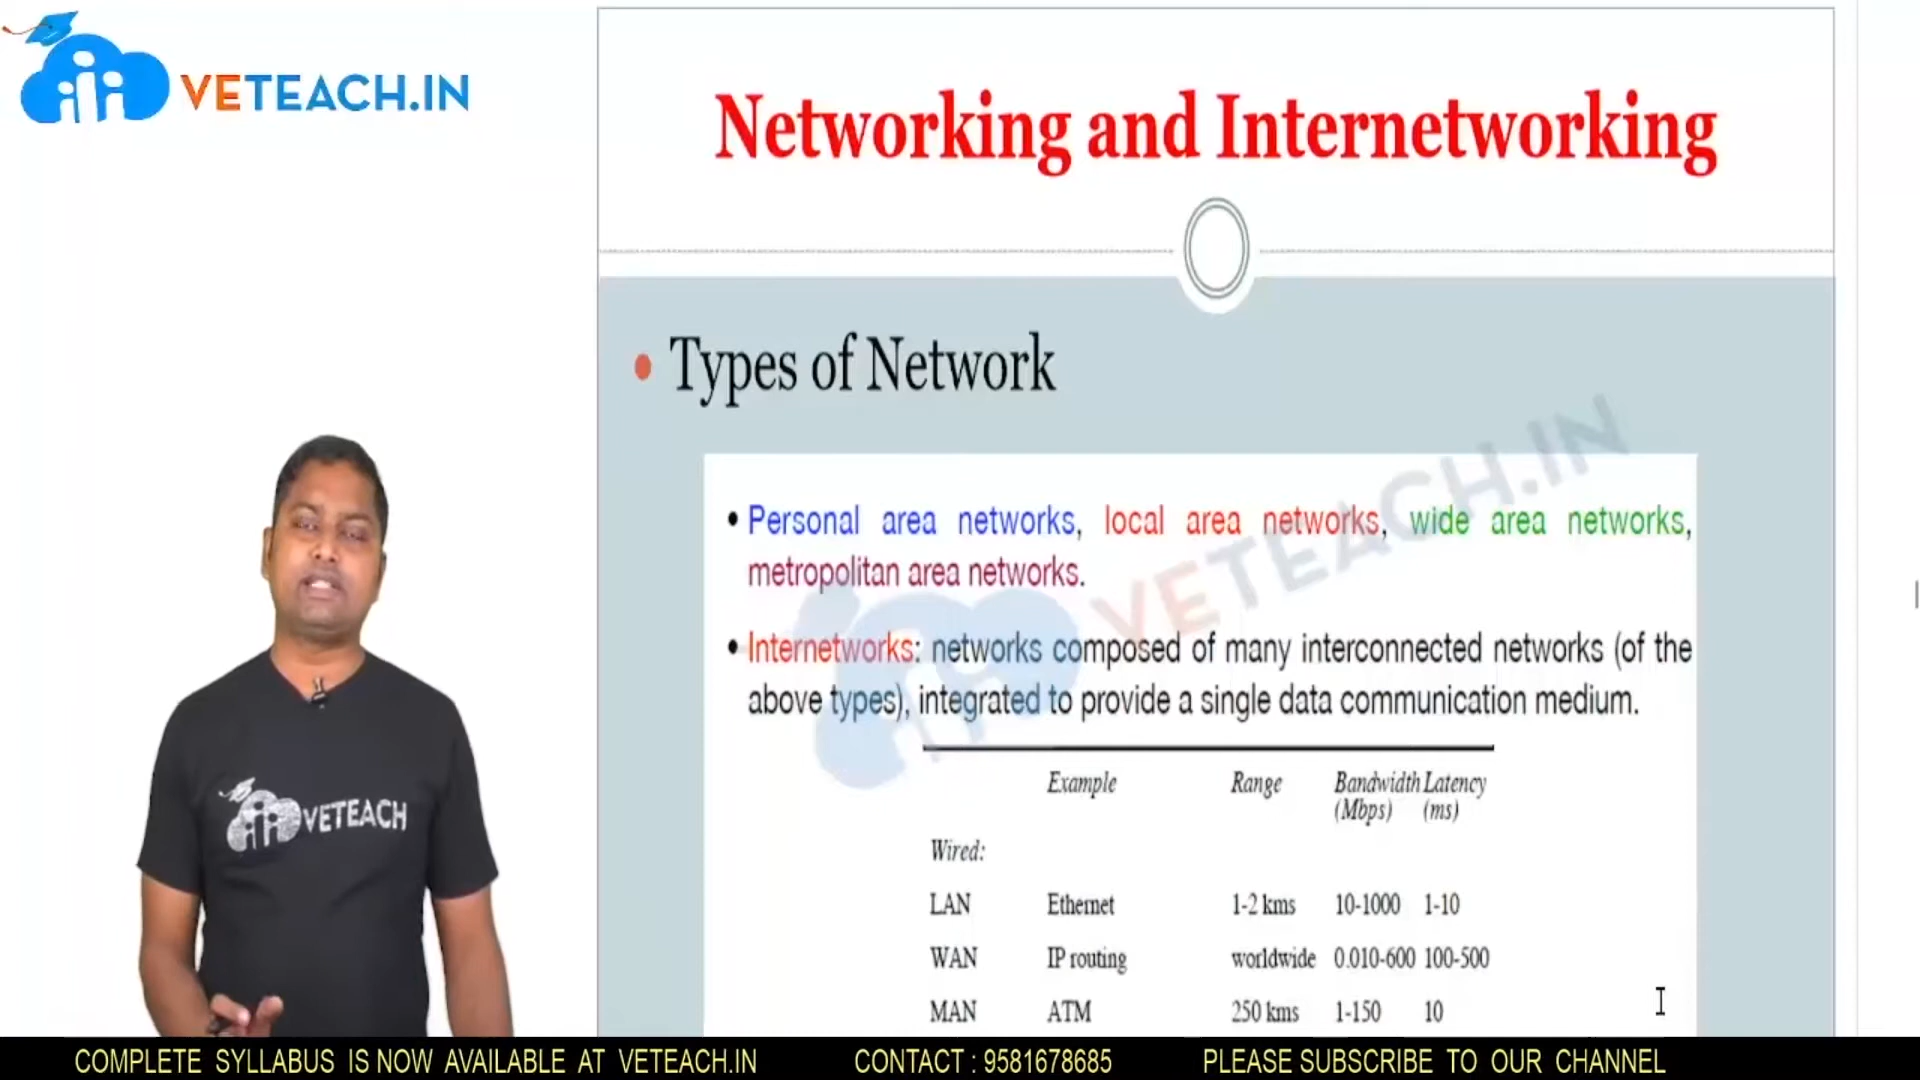 VETEACH.IN
Networking and Internetworking
• Types of Network
• Personal area networks, local area networks, wide area networks,
metropolitan area networks.
• Internetworks: networks composed of many interconnected networks (of the
above types), integrated to provide a single data communication medium.
VETEACH.IN
Example Range Bandwidth Latency
(Mbps) (ms)
Wired:
LAN Ethernet 1-2 kms 10-1000 1-10
WAN IP routing worldwide 0.010-600 100-500
MAN ATM 250 kms 1-150 10
VETEACH
COMPLETE SYLLABUS IS NOW AVAILABLE AT VETEACH.IN CONTACT : 9581678685 PLEASE SUBSCRIBE TO OUR CHANNEL